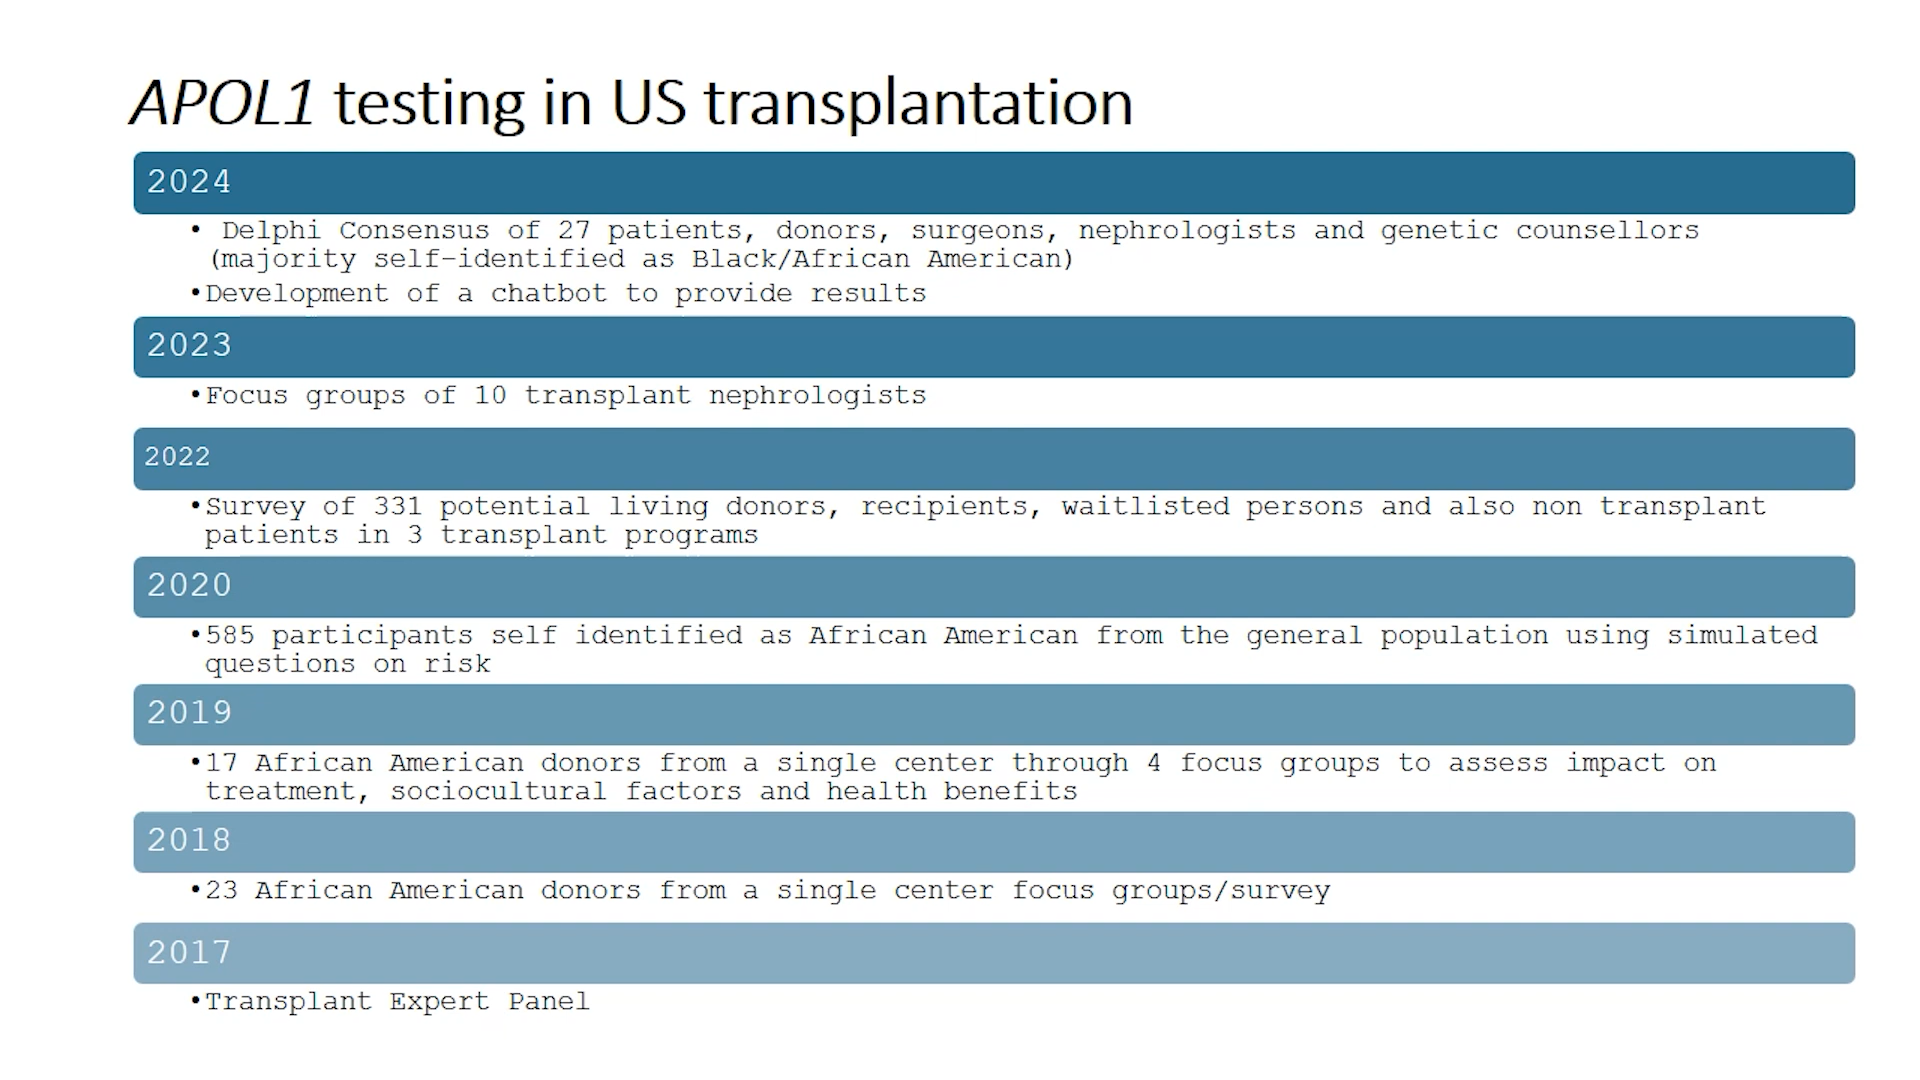 APOL1 testing in US transplantation
2024
• Delphi Consensus of 27 patients, donors, surgeons, nephrologists and genetic counsellors
(majority self-identified as Black/African American)
•Development of a chatbot to provide results
2023
•Focus groups of 10 transplant nephrologists
2022
•Survey of 331 potential living donors, recipients, waitlisted persons and also non transplant
patients in 3 transplant programs
2020
•585 participants self identified as African American from the general population using simulated
questions on risk
2019
•17 African American donors from a single center through 4 focus groups to assess impact on
treatment, sociocultural factors and health benefits
2018
•23 African American donors from a single center focus groups/survey
2017
•Transplant Expert Panel